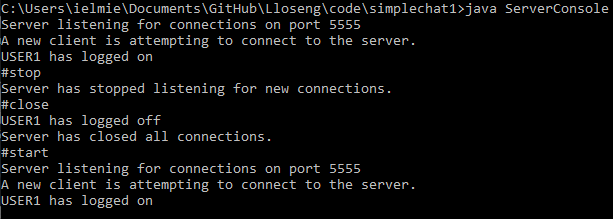 C:\Users\ielmie\Documents\GitHub\Lloseng\code\simplechat1>java ServerConsole
Server listening for connections on port 5555
A new client is attempting to connect to the server.
USER1 has logged on
#stop
Server has stopped listening for new connections.
#close
USER1 has logged off
Server has closed all connections.
#start
Server listening for connections on port 5555
A new client is attempting to connect to the server.
USER1 has logged on